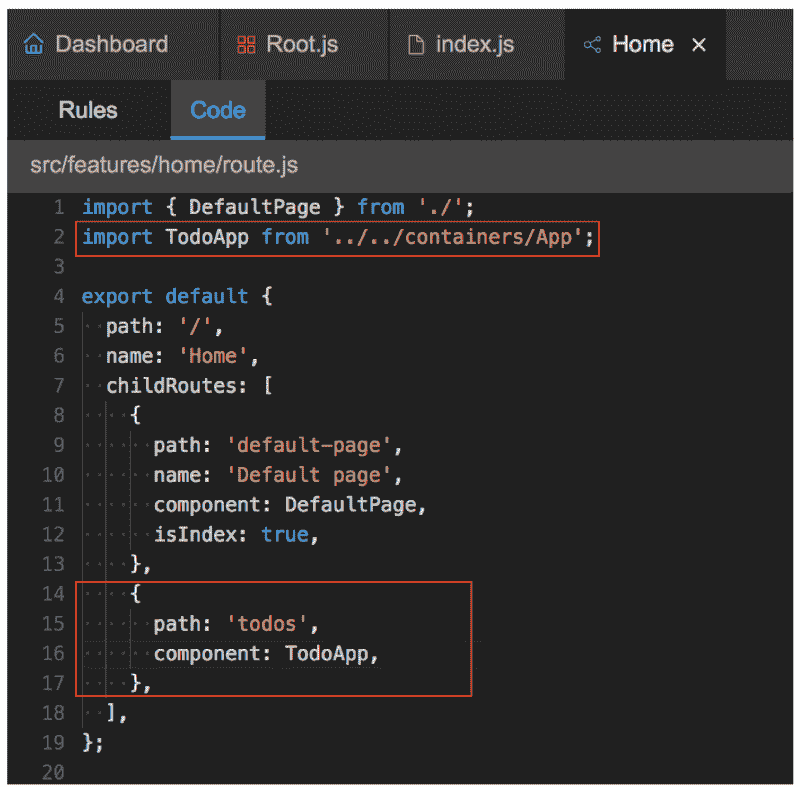 Dashboard Root.js index.js Home ×
Rules Code
src/features/home/route.js
1 import { DefaultPage } from './';
2 import TodoApp from '../../containers/App';
3
4 export default {
5 path: '/',
6 name: 'Home',
7 childRoutes: [
8 {
9 path: 'default-page',
10 name: 'Default page',
11 component: DefaultPage,
12 isIndex: true,
13 },
14 {
15 path: 'todos',
16 component: TodoApp,
17 },
18 ],
19 };
20